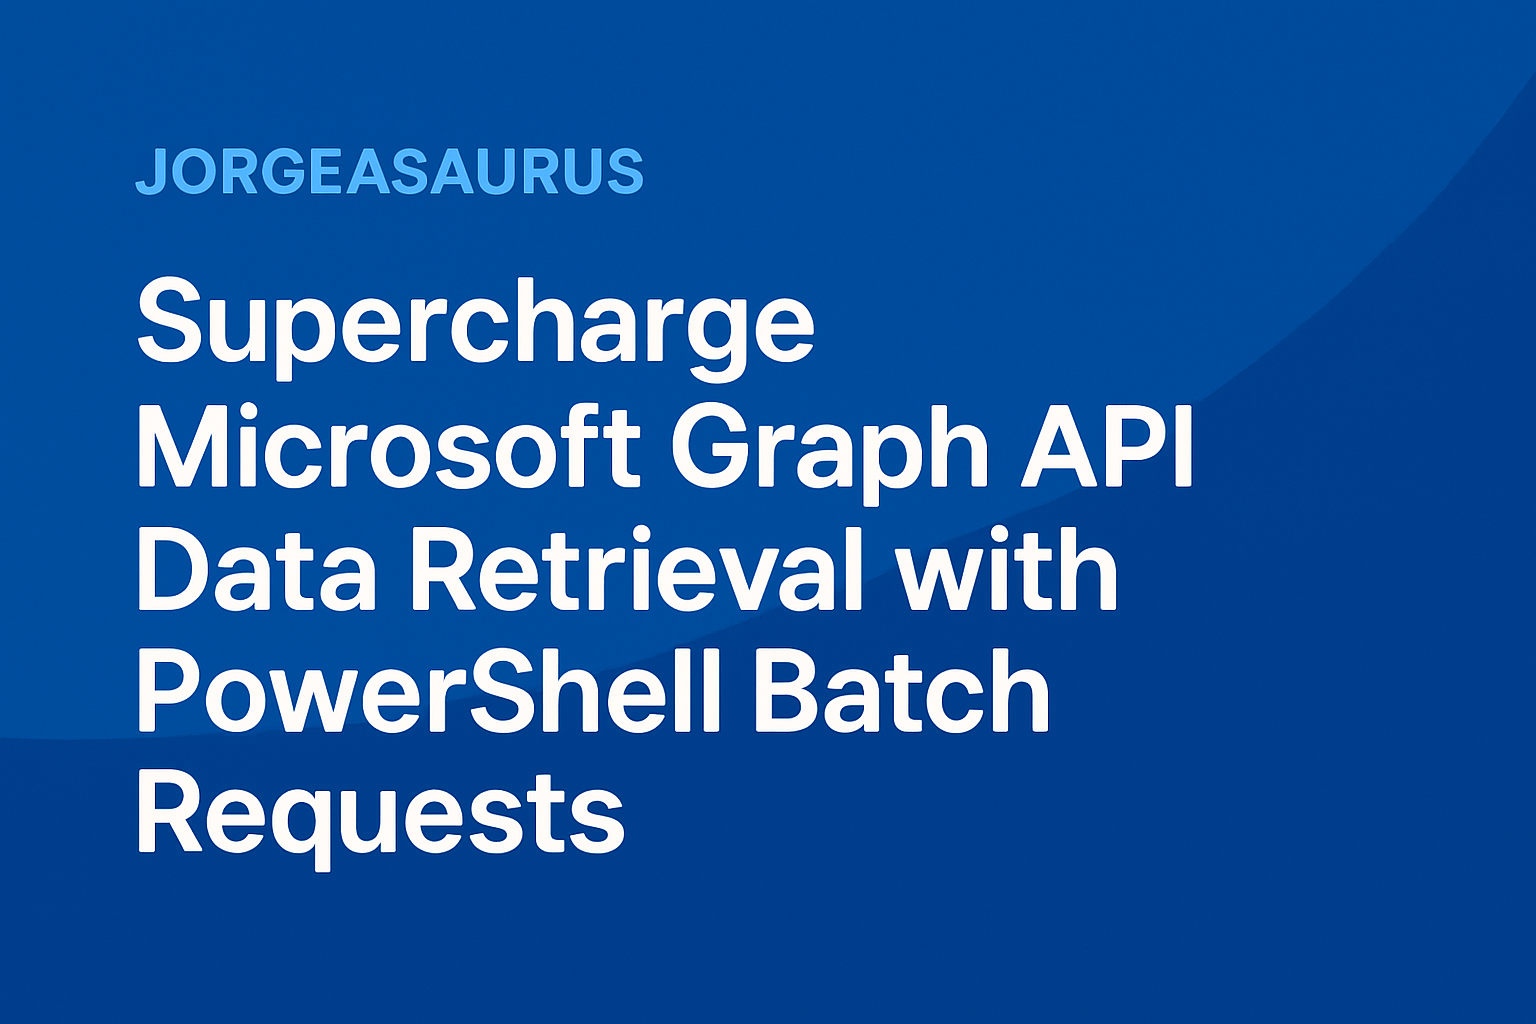 JORGEASAURUS
Supercharge
Microsoft Graph API
Data Retrieval with
PowerShell Batch
Requests